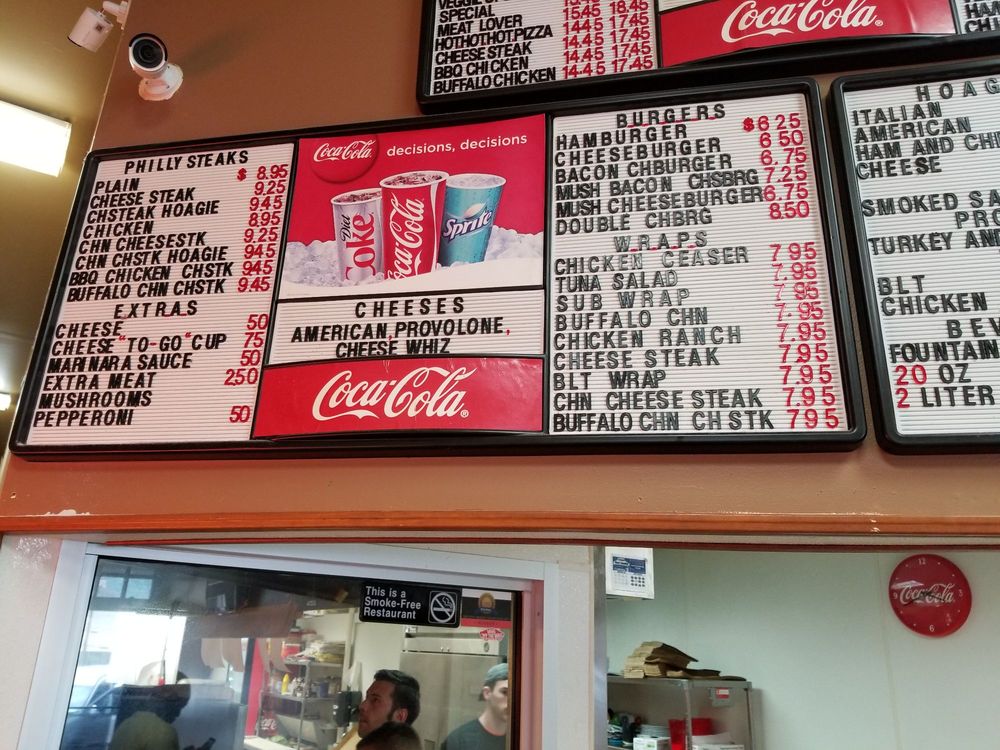 SPECIAL 15.45 18.45
MEAT LOVER 14.45 17.45
HOTHOTHOT.PIZZA 14.45 17.45
CHEESE STEAK 14.45 17.45
BBQ CHICKEN 14.45 17.45
BUFFALO CHICKEN 14.45 17.45
Coca-Cola®
PHILLY STEAKS
PLAIN $ 8.95
CHEESE STEAK 9.25
CHSTEAK HOAGIE 9.45
CHICKEN 8.95
CHN CHEESESTK 9.25
CHN CHSTK HOAGIE 9.45
BBQ CHICKEN CHSTK 9.45
BUFFALO CHN CHSTK 9.45
EXTRAS
CHEESE 50
CHEESE "TO-GO" CUP 75
MARINARA SAUCE 50
EXTRA MEAT 2.50
MUSHROOMS
PEPPERONI 50
Coca-Cola
decisions, decisions
Diet Coke
Coca-Cola
Sprite
CHEESES
AMERICAN, PROVOLONE,
CHEESE WHIZ
Coca-Cola®
BURGERS
HAMBURGER $6 25
CHEESEBURGER 6 50
BACON CHBURGER 6.75
MUSH BACON CHSBRG 7.25
MUSH CHEESEBURGER 6.75
DOUBLE CHBRG 8.50
W.R.A.P.S
CHICKEN CEASER 7 95
TUNA SALAD 7.95
SUB WRAP 7.95
BUFFALO CHN 7.95
CHICKEN RANCH 7.95
CHEESE STEAK 7.95
BLT WRAP 7.95
CHN CHEESE STEAK 7.95
BUFFALO CHN CH STK 7 95
ITALIAN
AMERICAN
HAM AND
CHEESE
SMOKED
TURKEY
BLT
CHICKEN
FOUNTAIN
20 OZ
2 LITER
This is a
Smoke-Free
Restaurant
12
3
6
9
Coca-Cola